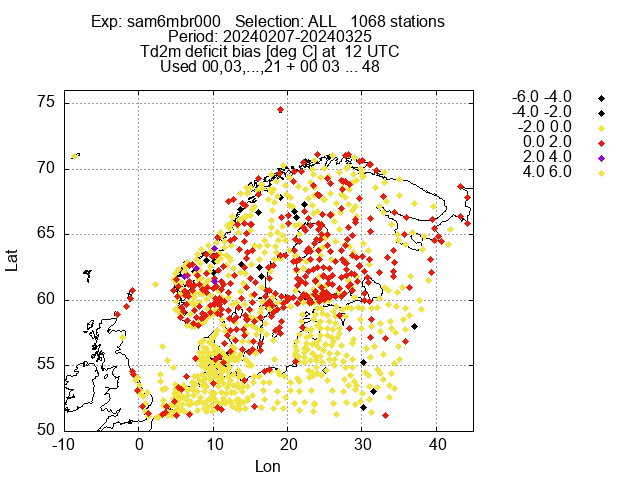 Exp: sam6mbr000   Selection: ALL   1068 stations
Period: 20240207-20240325
Td2m deficit bias [deg C] at  12 UTC
Used 00,03,...,21 + 00 03 ... 48
-6.0 -4.0
-4.0 -2.0
-2.0 0.0
0.0 2.0
2.0 4.0
4.0 6.0
75
70
65
60
55
50
Lat
-10 0 10 20 30 40
Lon